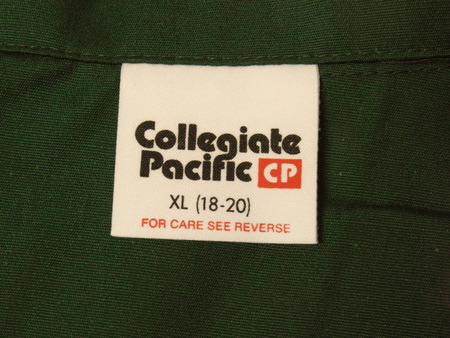 Collegiate
Pacific CP
XL (18-20)
FOR CARE SEE REVERSE